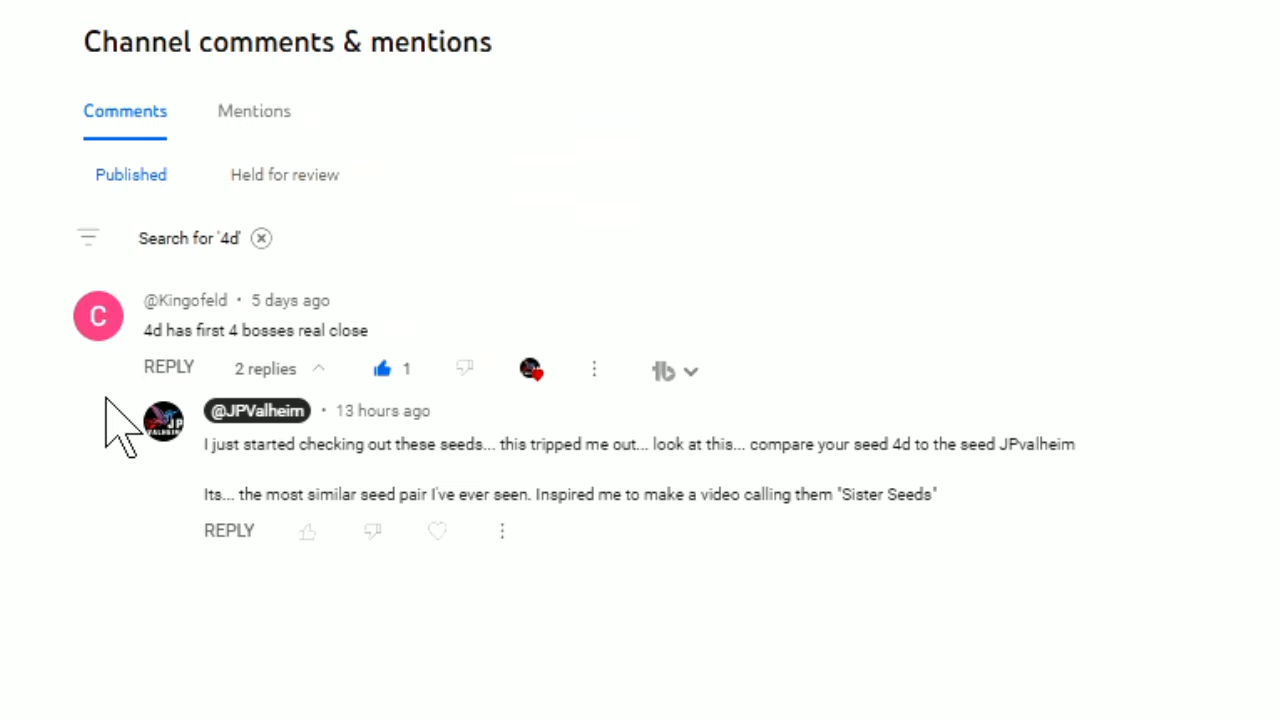 Channel comments & mentions
Comments Mentions
Published Held for review
Search for '4d'
C
@Kingofeld • 5 days ago
4d has first 4 bosses real close
REPLY 2 replies 1
@JPValheim • 13 hours ago
JP
VALHEIM
I just started checking out these seeds... this tripped me out... look at this... compare your seed 4d to the seed JPvalheim
Its... the most similar seed pair I've ever seen. Inspired me to make a video calling them "Sister Seeds"
REPLY